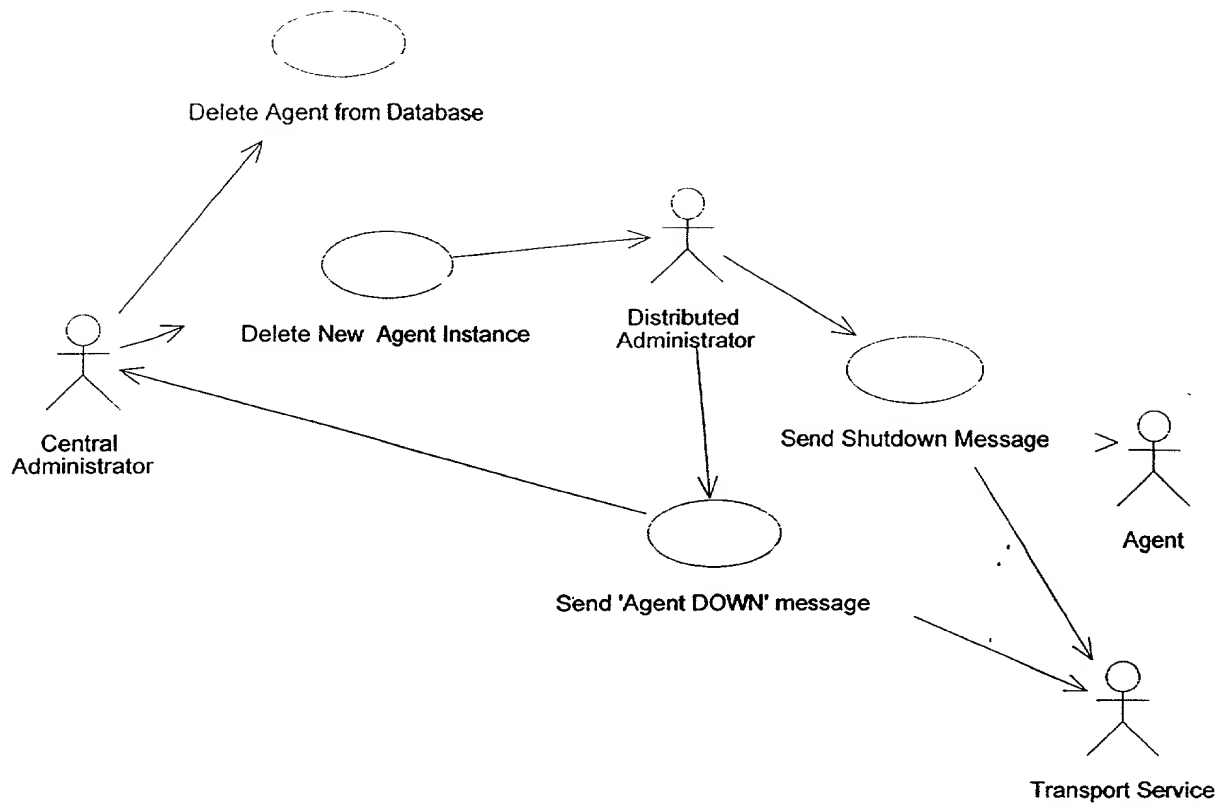 Delete Agent from Database
Delete New Agent Instance
Distributed
Administrator
Central
Administrator
Send Shutdown Message
Agent
Send 'Agent DOWN' message
Transport Service